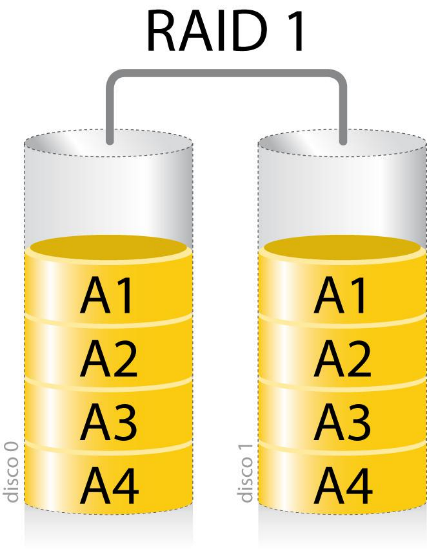 RAID 1
A1
A2
A3
A4
disco 0
A1
A2
A3
A4
disco 1